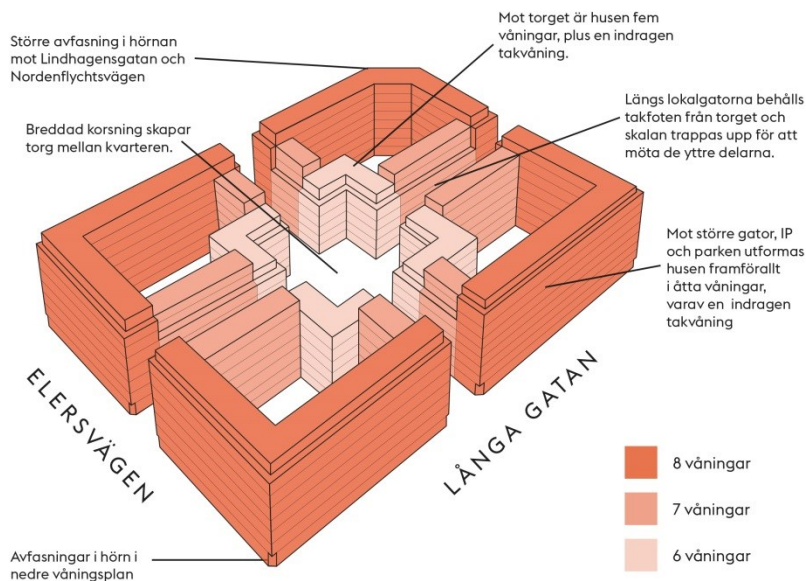 Större avfasning i hörnan
mot Lindhagensgatan och
Nordenflychtsvägen
Mot torget är husen fem
våningar, plus en indragen
takvåning.
Breddad korsning skapar
torg mellan kvarteren.
Längs lokalgatorna behålls
takfoten från torget och
skalan trappas upp för att
möta de yttre delarna.
Mot större gator, IP
och parken utformas
husen framförallt
i åtta våningar,
varav en indragen
takvåning
ELERSVÄGEN
LÅNGA GATAN
8 våningar
7 våningar
6 våningar
Avfasningar i hörn i
nedre våningsplan